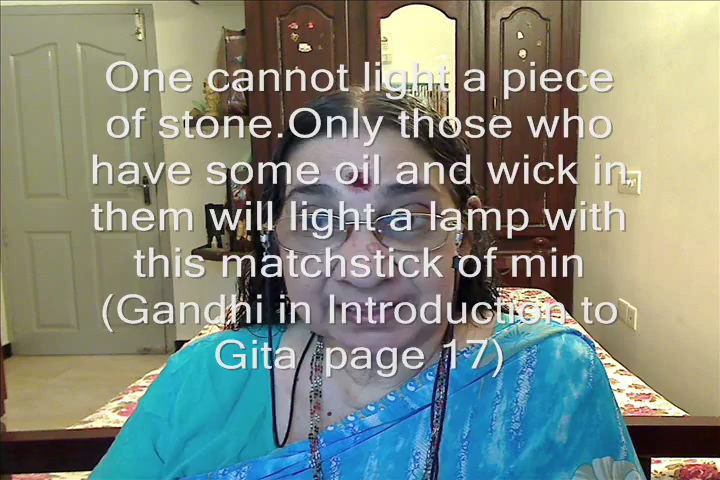 One cannot light a piece
of stone.Only those who
have some oil and wick in
them will light a lamp with
this matchstick of min
(Gandhi in Introduction to
Gita page 17)